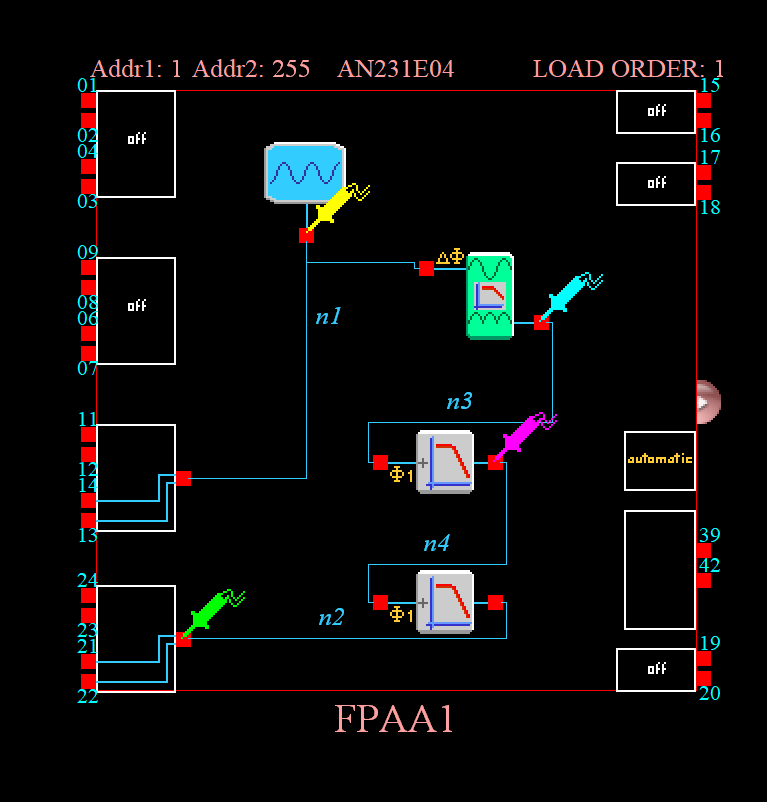 Addr1: 1 Addr2: 255 AN231E04 LOAD ORDER: 1
01
15
off
off
02
16
04
17
off
03
18
09
ΔΦ
off
08
06
n1
07
n3
11
automatic
12
Φ1
14
13
n4
39
42
24
Φ1
n2
23
21
19
off
22
20
FPAA1